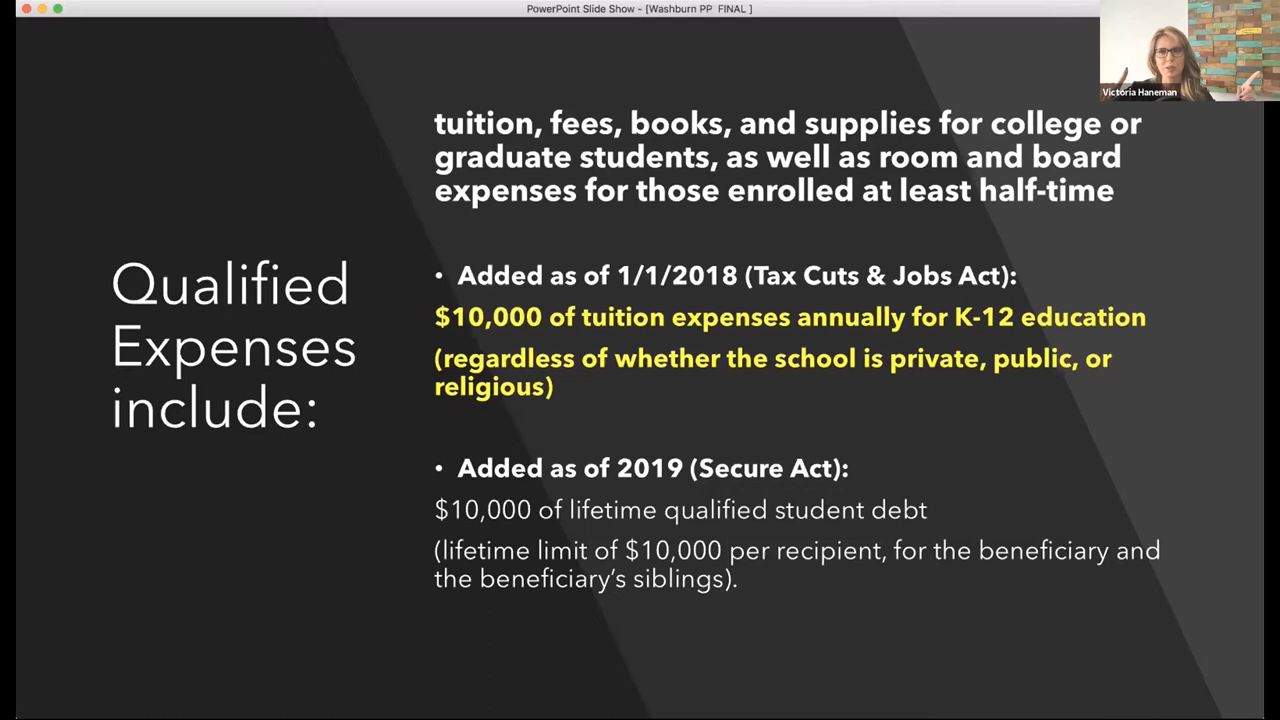 PowerPoint Slide Show - [Washburn PP FINAL ]
Victoria Haneman
Qualified
Expenses
include:
tuition, fees, books, and supplies for college or
graduate students, as well as room and board
expenses for those enrolled at least half-time
• Added as of 1/1/2018 (Tax Cuts & Jobs Act):
$10,000 of tuition expenses annually for K-12 education
(regardless of whether the school is private, public, or
religious)
• Added as of 2019 (Secure Act):
$10,000 of lifetime qualified student debt
(lifetime limit of $10,000 per recipient, for the beneficiary and
the beneficiary’s siblings).